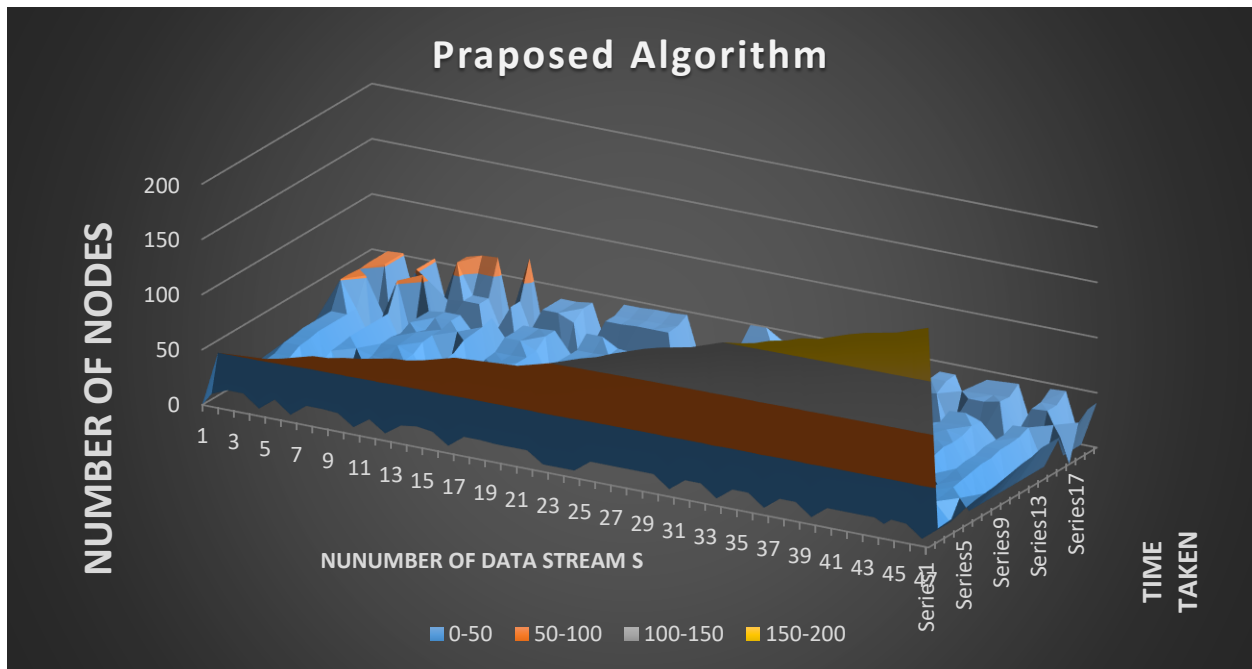 Praposed Algorithm
NUMBER OF NODES
200
150
100
50
0
1 3 5 7 9 11 13 15 17 19 21 23 25 27 29 31 33 35 37 39 41 43 45 47
NUNUMBER OF DATA STREAM S
Series1
Series5
Series9
Series13
Series17
TIME
TAKEN
0-50 50-100 100-150 150-200